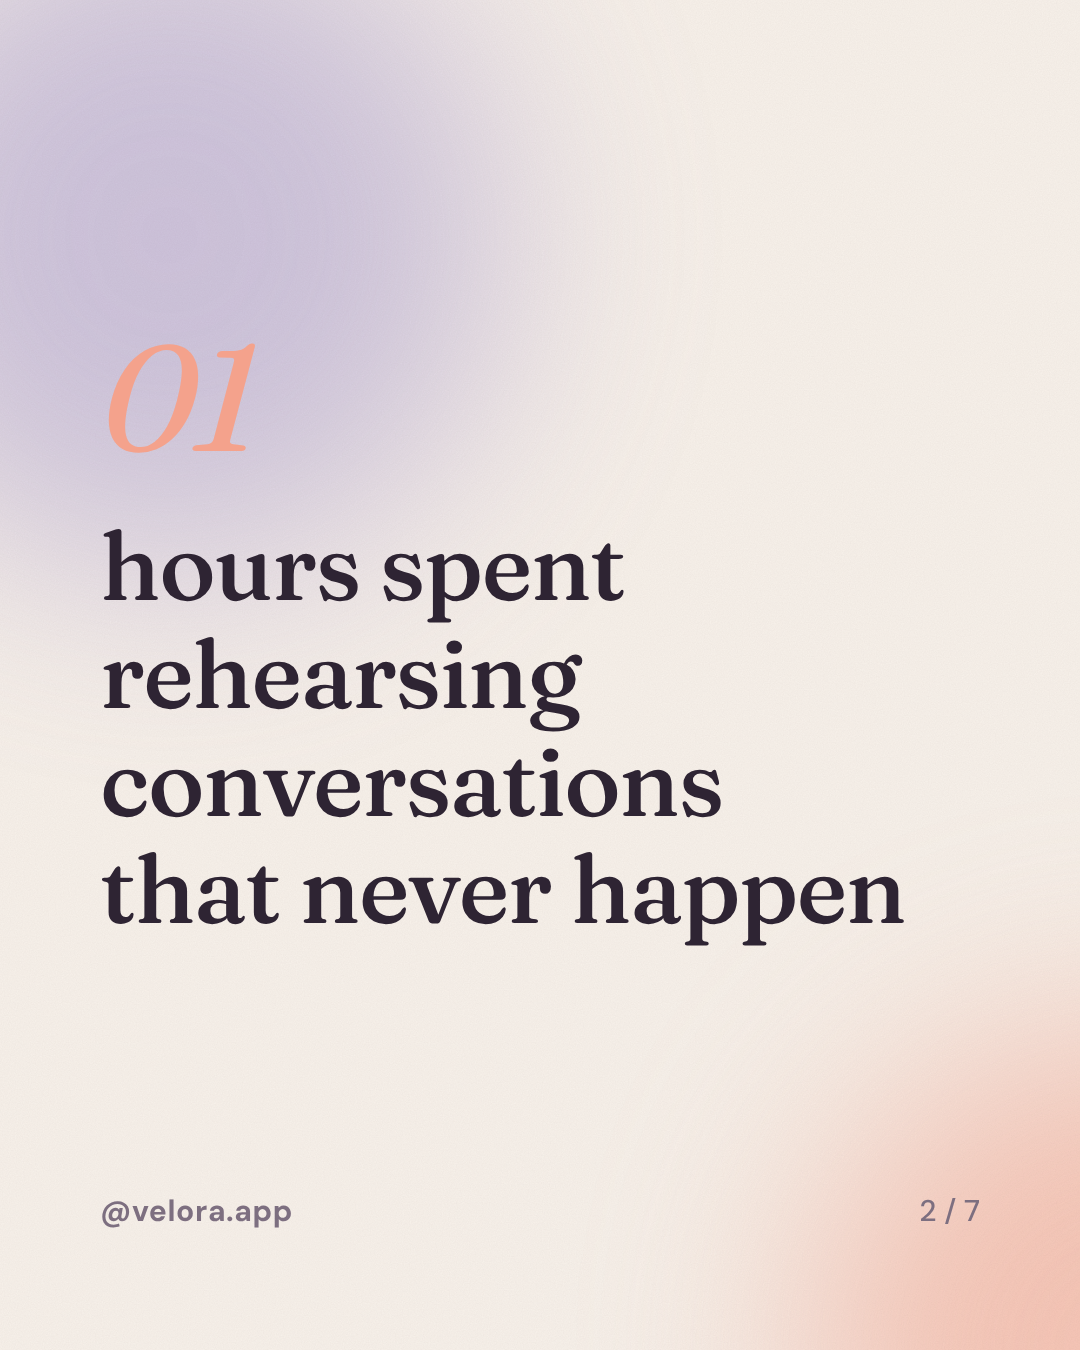 01
hours spent
rehearsing
conversations
that never happen
@velora.app
2 / 7